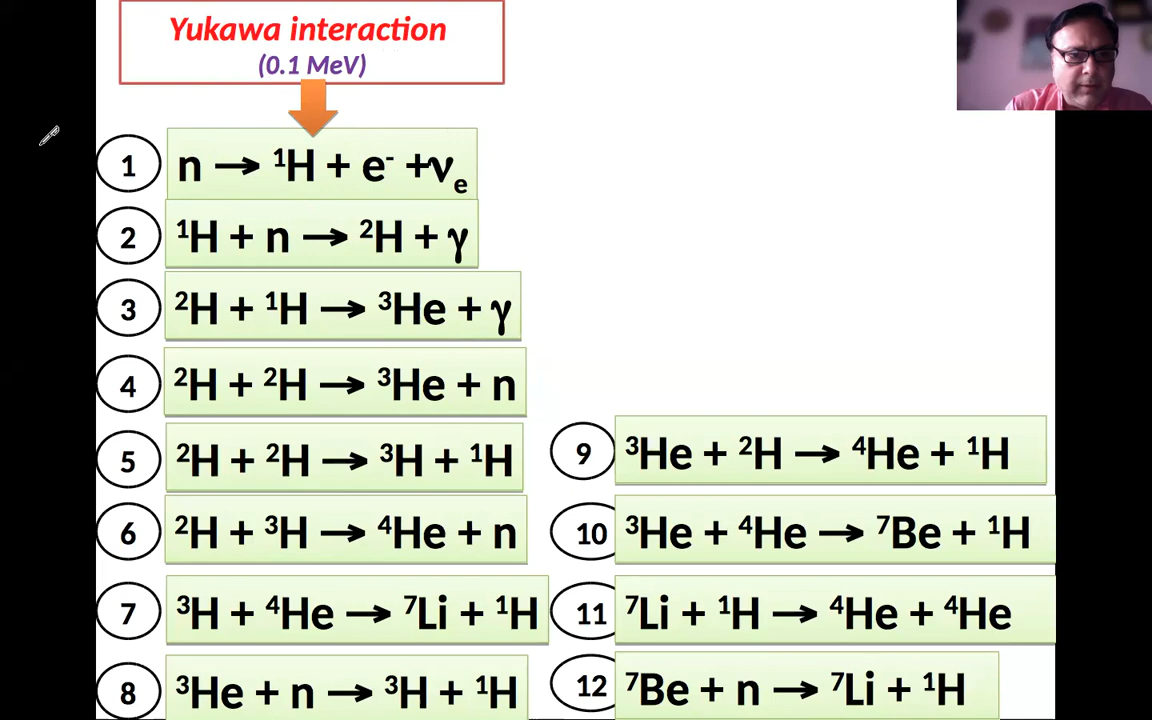 Yukawa interaction
(0.1 MeV)
1 n → ¹H + e⁻ +νₑ
2 ¹H + n → ²H + γ
3 ²H + ¹H → ³He + γ
4 ²H + ²H → ³He + n
5 ²H + ²H → ³H + ¹H
6 ²H + ³H → ⁴He + n
7 ³H + ⁴He → ⁷Li + ¹H
8 ³He + n → ³H + ¹H
9 ³He + ²H → ⁴He + ¹H
10 ³He + ⁴He → ⁷Be + ¹H
11 ⁷Li + ¹H → ⁴He + ⁴He
12 ⁷Be + n → ⁷Li + ¹H